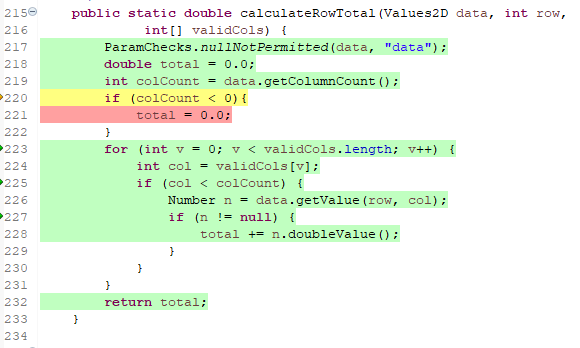 215 public static double calculateRowTotal(Values2D data, int row,
216 int[] validCols) {
217 ParamChecks.nullNotPermitted(data, "data");
218 double total = 0.0;
219 int colCount = data.getColumnCount();
220 if (colCount < 0){
221 total = 0.0;
222 }
223 for (int v = 0; v < validCols.length; v++) {
224 int col = validCols[v];
225 if (col < colCount) {
226 Number n = data.getValue(row, col);
227 if (n != null) {
228 total += n.doubleValue();
229 }
230 }
231 }
232 return total;
233 }
234